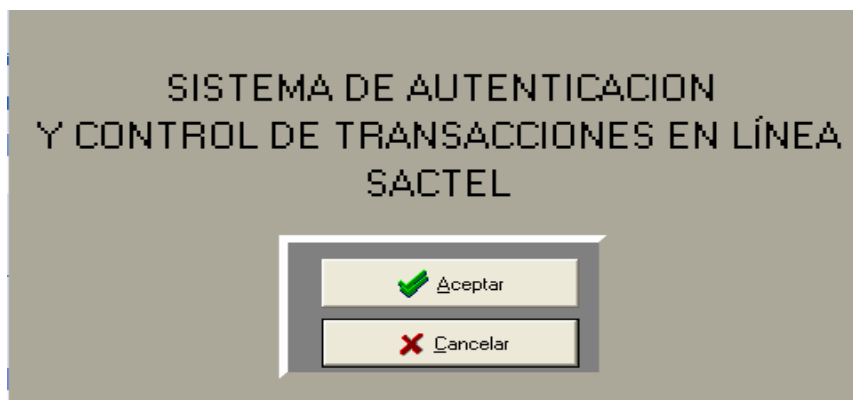 SISTEMA DE AUTENTICACION
Y CONTROL DE TRANSACCIONES EN LÍNEA
SACTEL
Aceptar
Cancelar